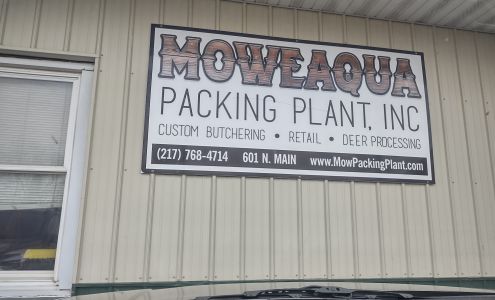 MOWEAQUA
PACKING PLANT, INC
CUSTOM BUTCHERING • RETAIL • DEER PROCESSING
(217) 768-4714 601 N. MAIN www.MowPackingPlant.com